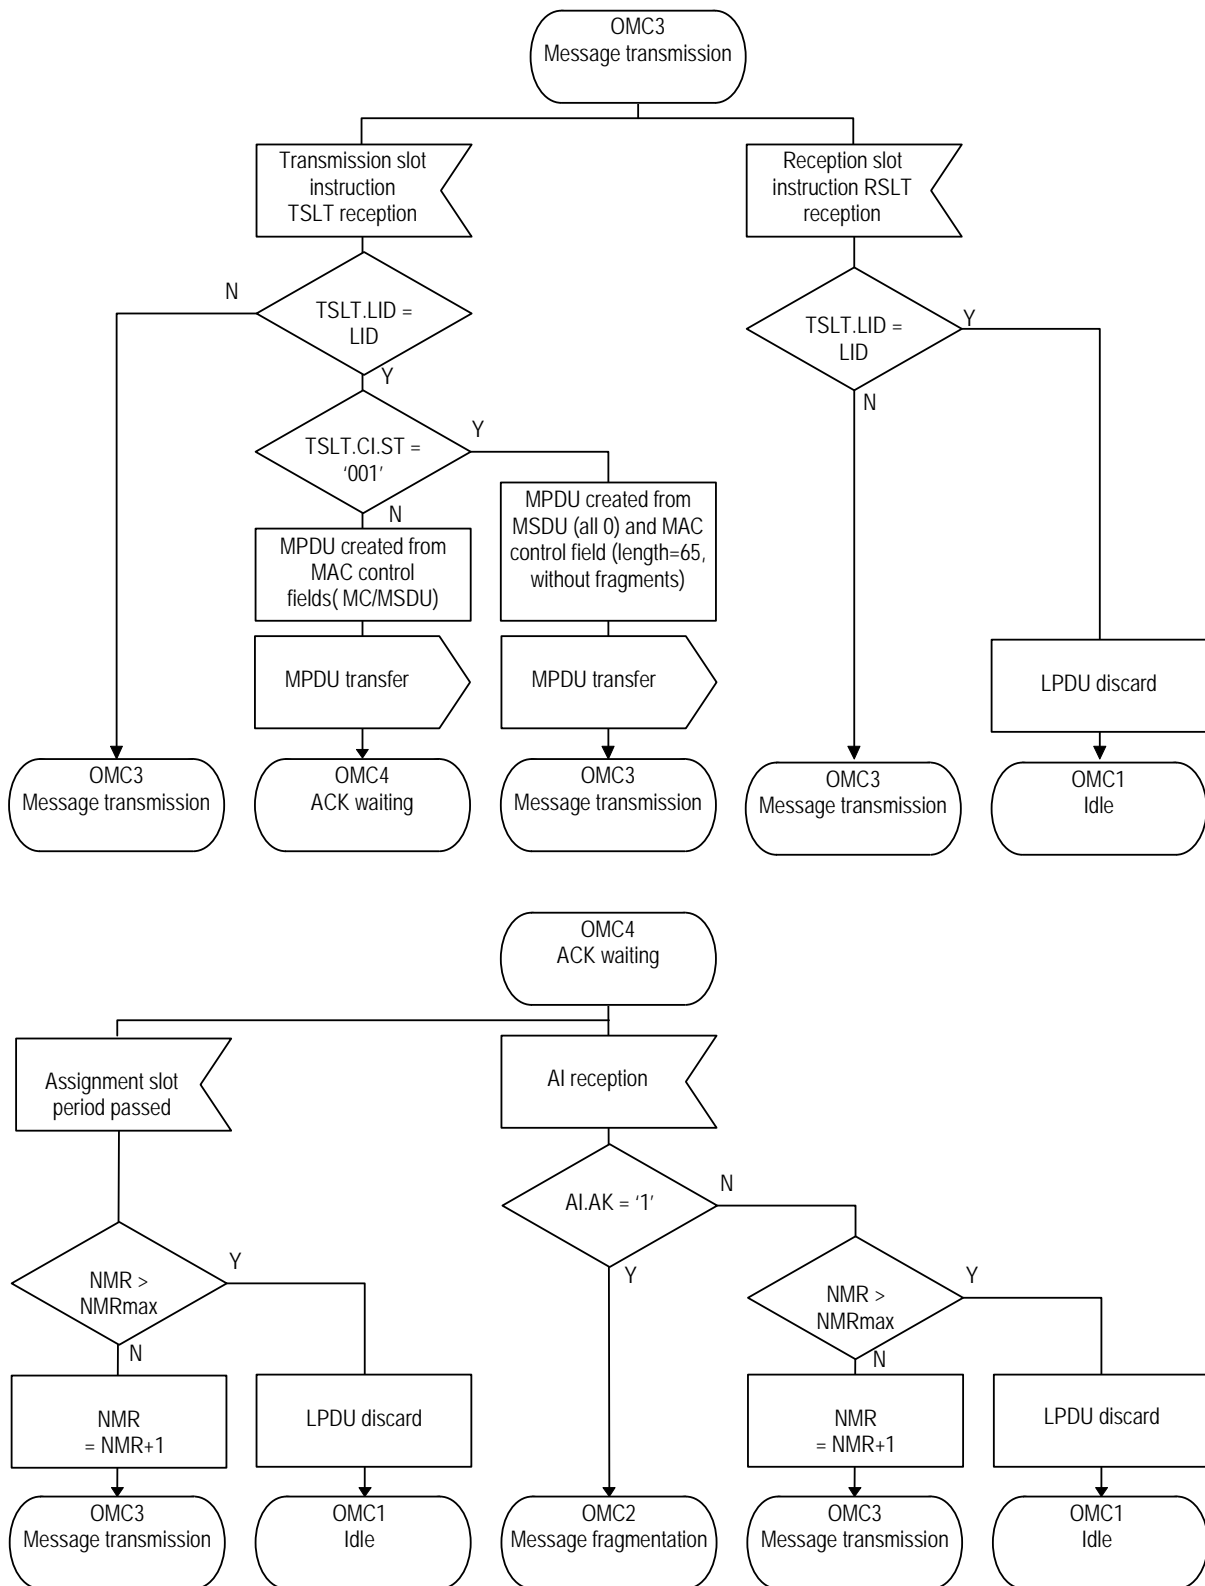 OMC3
Message transmission
Transmission slot
instruction
TSLT reception
Reception slot
instruction RSLT
reception
N
TSLT.LID =
LID
Y
TSLT.LID =
LID
Y
N
TSLT.CI.ST =
‘001’
Y
N
MPDU created from
MAC control
fields( MC/MSDU)
MPDU created from
MSDU (all 0) and MAC
control field (length=65,
without fragments)
MPDU transfer
MPDU transfer
LPDU discard
OMC3
Message transmission
OMC4
ACK waiting
OMC3
Message transmission
OMC3
Message transmission
OMC1
Idle
OMC4
ACK waiting
Assignment slot
period passed
AI reception
AI.AK = ‘1’
N
Y
NMR >
NMRmax
Y
N
NMR >
NMRmax
Y
N
NMR
= NMR+1
LPDU discard
NMR
= NMR+1
LPDU discard
OMC3
Message transmission
OMC1
Idle
OMC2
Message fragmentation
OMC3
Message transmission
OMC1
Idle